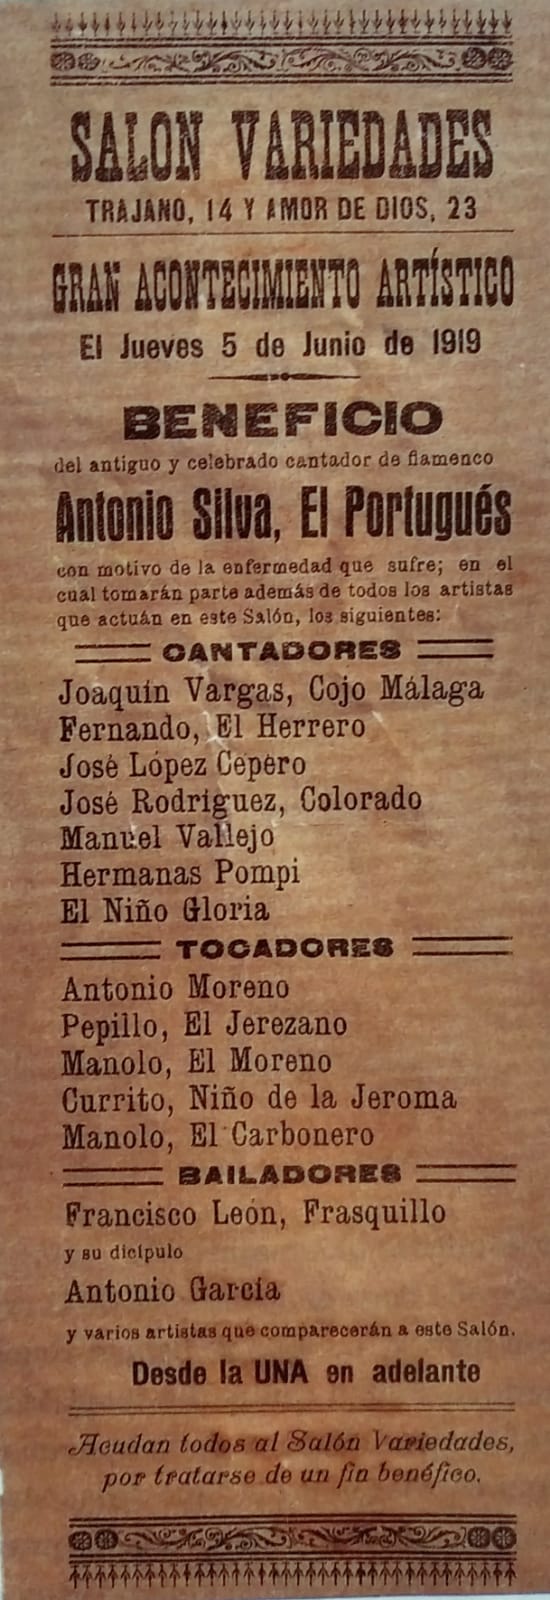 SALON VARIEDADES
TRAJANO, 14 Y AMOR DE DIOS, 23
GRAN ACONTECIMIENTO ARTÍSTICO
El Jueves 5 de Junio de 1919
BENEFICIO
del antiguo y celebrado cantador de flamenco
Antonio Silva, El Portugués
con motivo de la enfermedad que sufre; en el
cual tomarán parte además de todos los artistas
que actuán en este Salón, los siguientes:
CANTADORES
Joaquín Vargas, Cojo Málaga
Fernando, El Herrero
José López Cepero
José Rodríguez, Colorado
Manuel Vallejo
Hermanas Pompi
El Niño Gloria
TOCADORES
Antonio Moreno
Pepillo, El Jerezano
Manolo, El Moreno
Currito, Niño de la Jeroma
Manolo, El Carbonero
BAILADORES
Francisco León, Frasquillo
y su dicípulo
Antonio García
y varios artistas que comparecerán a este Salón.
Desde la UNA en adelante
Acudan todos al Salón Variedades,
por tratarse de un fin benéfico.